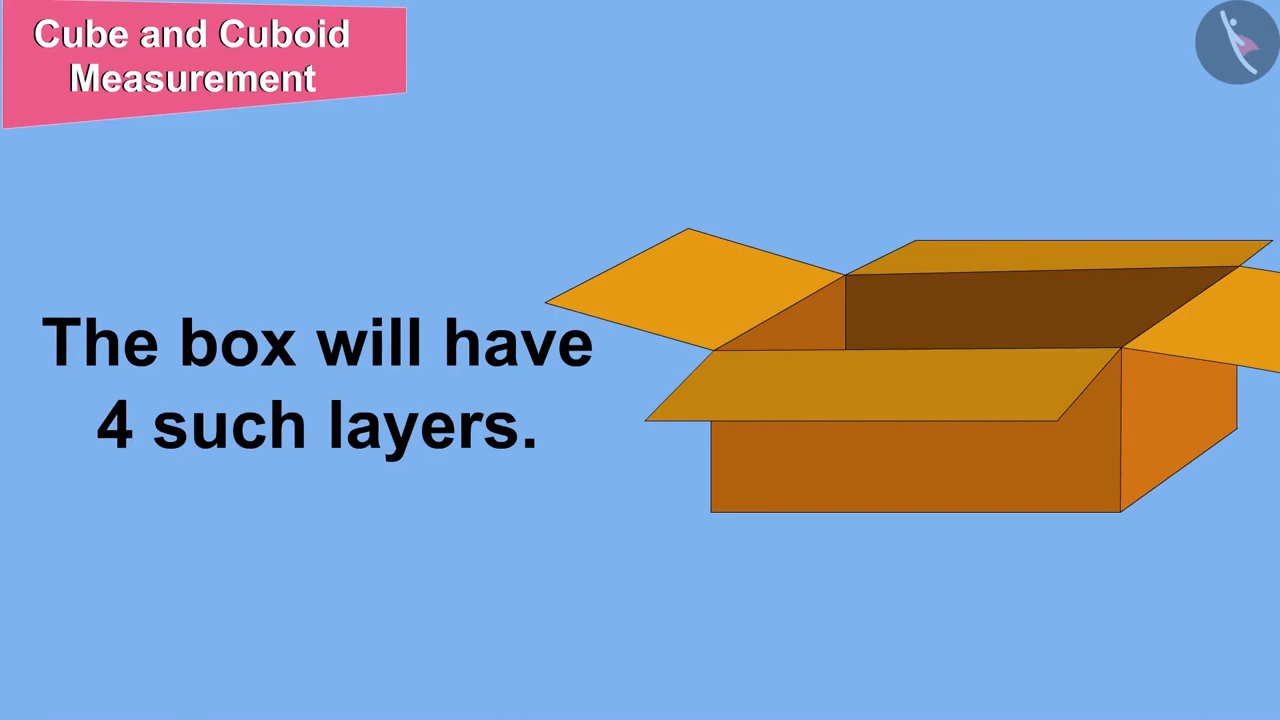 Cube and Cuboid
Measurement
The box will have
4 such layers.